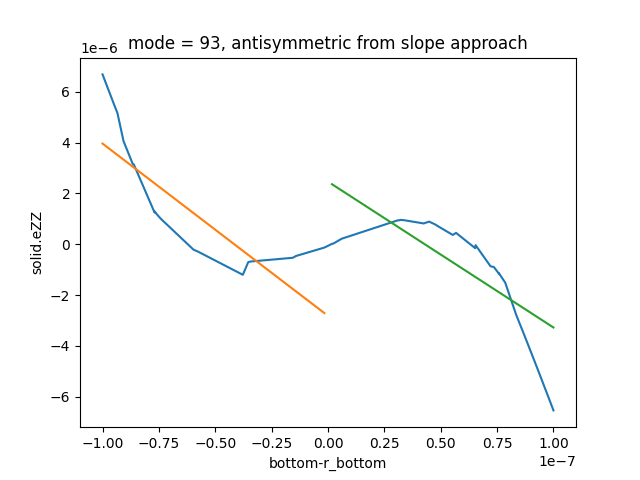 mode = 93, antisymmetric from slope approach
1e−6
6
4
2
0
−2
−4
−6
solid.eZZ
−1.00 −0.75 −0.50 −0.25 0.00 0.25 0.50 0.75 1.00
bottom-r_bottom
1e−7